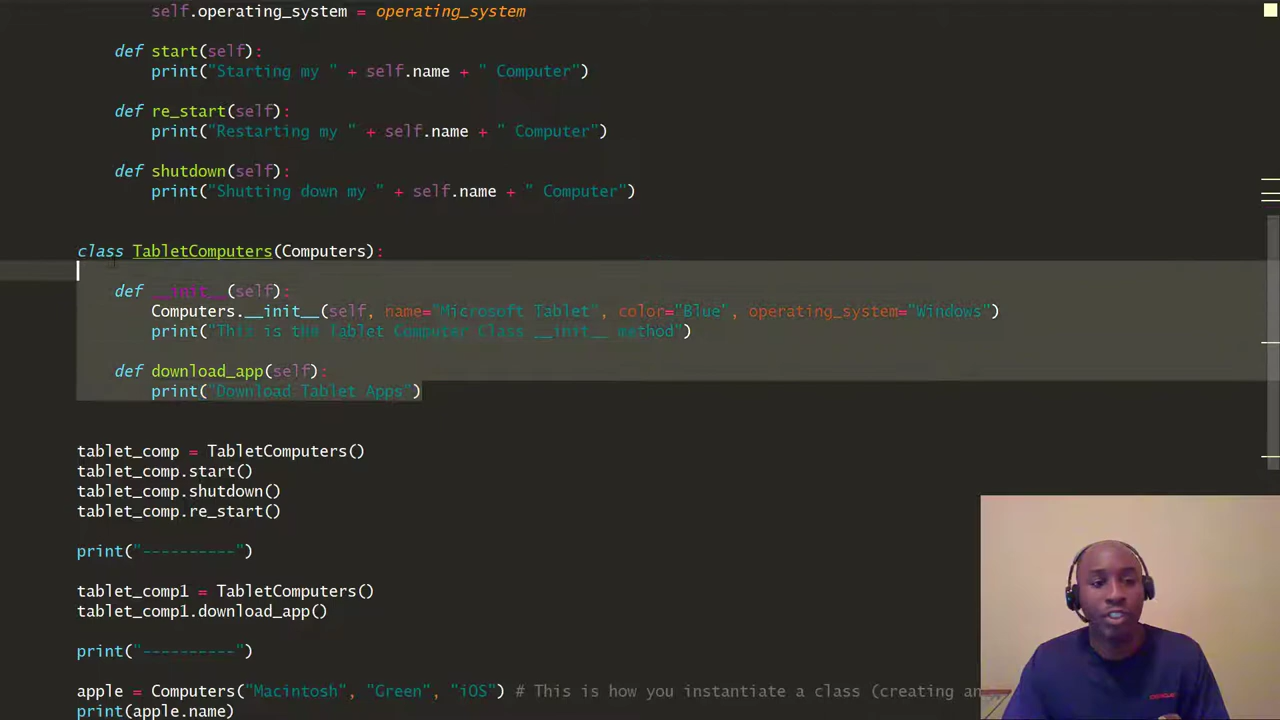 self.operating_system = operating_system
def start(self):
print("Starting my " + self.name + " Computer")
def re_start(self):
print("Restarting my " + self.name + " Computer")
def shutdown(self):
print("Shutting down my " + self.name + " Computer")
class TabletComputers(Computers):
def __init__(self):
Computers.__init__(self, name="Microsoft Tablet", color="Blue", operating_system="Windows")
print("This is the Tablet Computer Class __init__ method")
def download_app(self):
print("Download Tablet Apps")
tablet_comp = TabletComputers()
tablet_comp.start()
tablet_comp.shutdown()
tablet_comp.re_start()
print("----------")
tablet_comp1 = TabletComputers()
tablet_comp1.download_app()
print("----------")
apple = Computers("Macintosh", "Green", "iOS") # This is how you instantiate a class (creating an
print(apple.name)